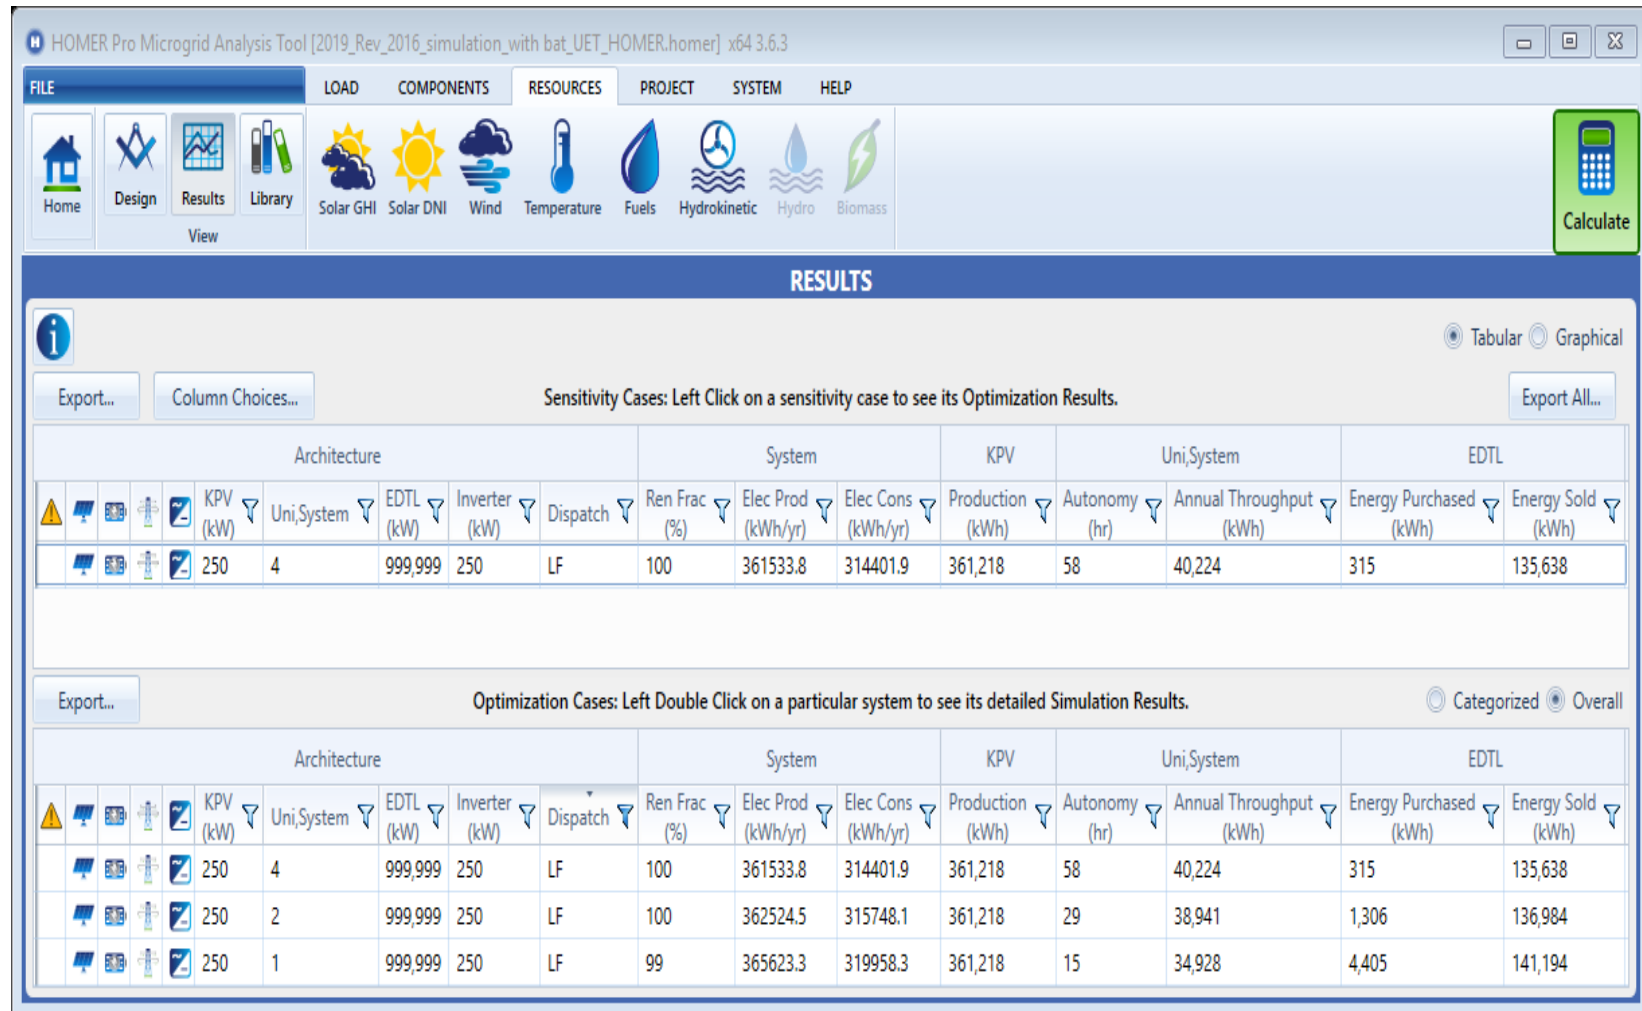 HOMER Pro Microgrid Analysis Tool [2019_Rev_2016_simulation_with bat_UET_HOMER.homer] x64 3.6.3
FILE LOAD COMPONENTS RESOURCES PROJECT SYSTEM HELP
Home Design Results Library Solar GHI Solar DNI Wind Temperature Fuels Hydrokinetic Hydro Biomass Calculate
View
RESULTS
Tabular Graphical
Export... Column Choices... Sensitivity Cases: Left Click on a sensitivity case to see its Optimization Results. Export All...
Architecture System KPV Uni,System EDTL
KPV (kW) Uni,System EDTL (kW) Inverter (kW) Dispatch Ren Frac (%) Elec Prod (kWh/yr) Elec Cons (kWh/yr) Production (kWh) Autonomy (hr) Annual Throughput (kWh) Energy Purchased (kWh) Energy Sold (kWh)
250 4 999,999 250 LF 100 361533.8 314401.9 361,218 58 40,224 315 135,638
Export... Optimization Cases: Left Double Click on a particular system to see its detailed Simulation Results. Categorized Overall
Architecture System KPV Uni,System EDTL
KPV (kW) Uni,System EDTL (kW) Inverter (kW) Dispatch Ren Frac (%) Elec Prod (kWh/yr) Elec Cons (kWh/yr) Production (kWh) Autonomy (hr) Annual Throughput (kWh) Energy Purchased (kWh) Energy Sold (kWh)
250 4 999,999 250 LF 100 361533.8 314401.9 361,218 58 40,224 315 135,638
250 2 999,999 250 LF 100 362524.5 315748.1 361,218 29 38,941 1,306 136,984
250 1 999,999 250 LF 99 365623.3 319958.3 361,218 15 34,928 4,405 141,194